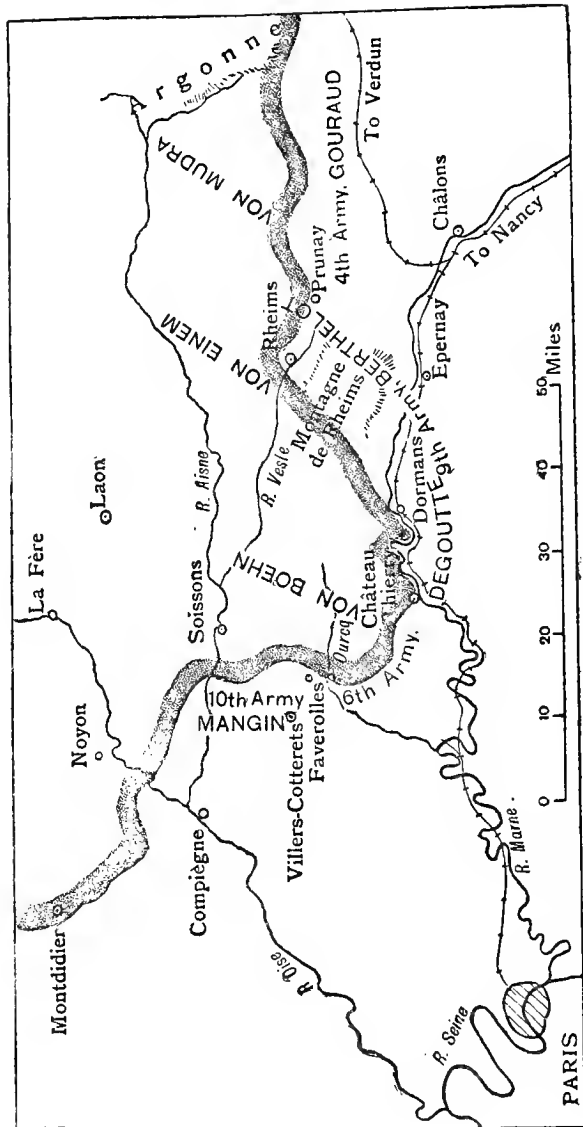 Argonne
La Fère
Laon
Noyon
Montdidier
VON MUDRA
R. Aisne
VON EINEM
Soissons
Compiègne
R. Vesle
Rheims
Prunay
4th Army, GOURAUD
To Verdun
VON BOEHN
10th Army
MANGIN
Villers-Cotterets
Faverolles
Ourcq
Montagne
de Rheims
9th Army, BERTHEL
Château
Thierry
Dormans
6th Army.
DEGOUTTE
Epernay
Châlons
To Nancy
R Oise
R. Marne.
R. Seine
PARIS
0 10 20 30 40 50 Miles